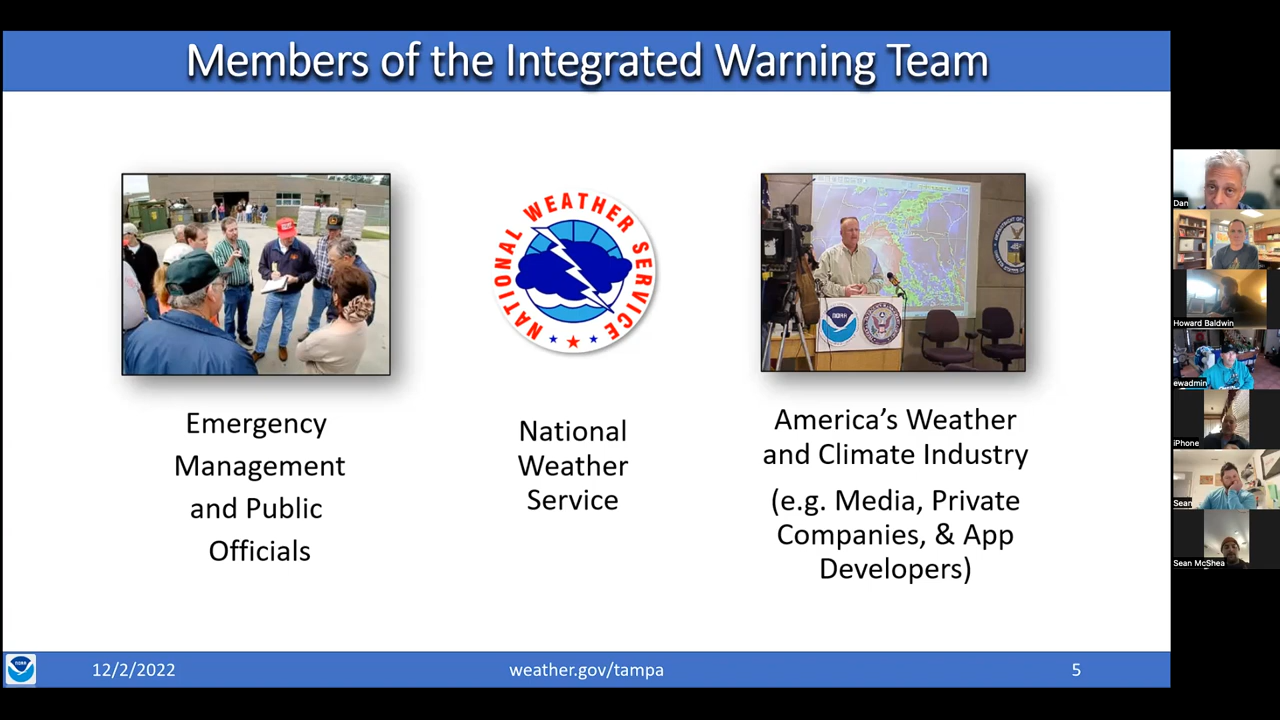 Members of the Integrated Warning Team
NATIONAL WEATHER SERVICE
Emergency
Management
and Public
Officials
National
Weather
Service
NOAA
America's Weather
and Climate Industry
(e.g. Media, Private
Companies, & App
Developers)
12/2/2022
weather.gov/tampa
5
Dan
Howard Baldwin
ewadmin
iPhone
Sean
Sean McShea